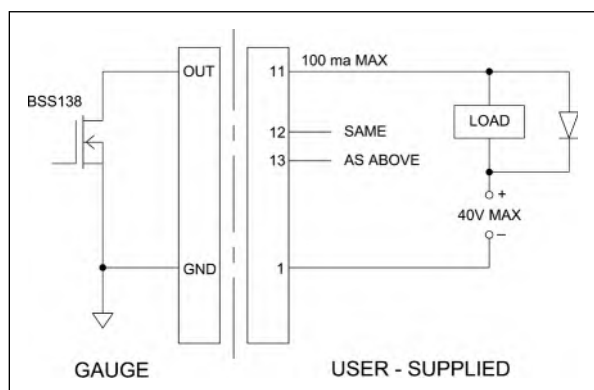 OUT
11
100 ma MAX
BSS138
LOAD
12
SAME
13
AS ABOVE
+
40V MAX
–
GND
1
GAUGE
USER - SUPPLIED